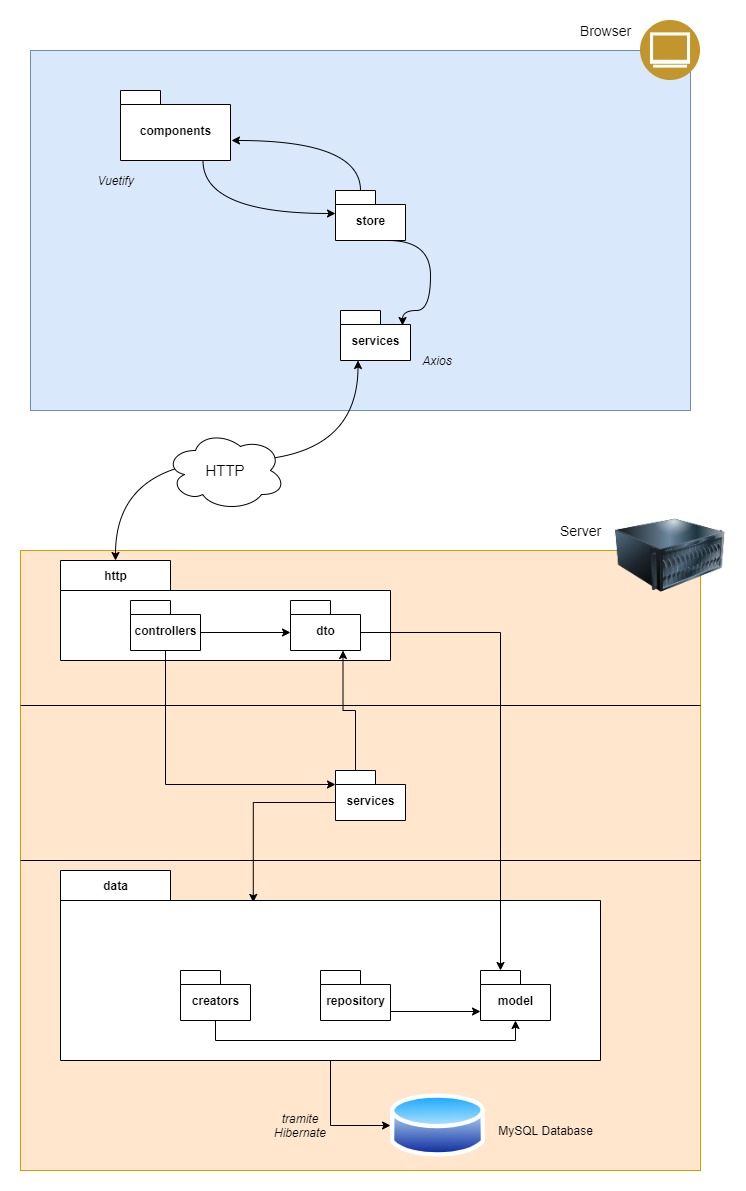 Browser
components
Vuetify
store
services
Axios
HTTP
Server
http
controllers
dto
services
data
creators
repository
model
tramite
Hibernate
MySQL Database